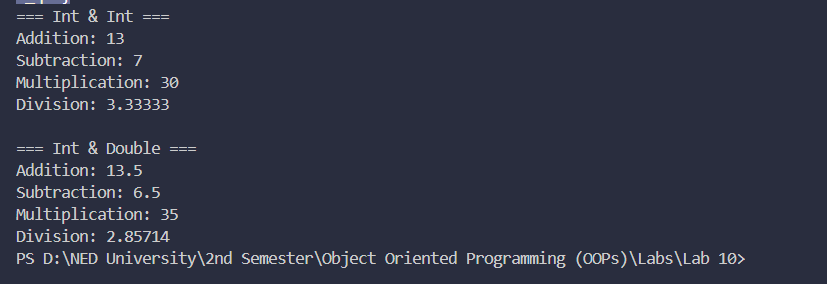 === Int & Int ===
Addition: 13
Subtraction: 7
Multiplication: 30
Division: 3.33333

=== Int & Double ===
Addition: 13.5
Subtraction: 6.5
Multiplication: 35
Division: 2.85714
PS D:\NED University\2nd Semester\Object Oriented Programming (OOPs)\Labs\Lab 10>